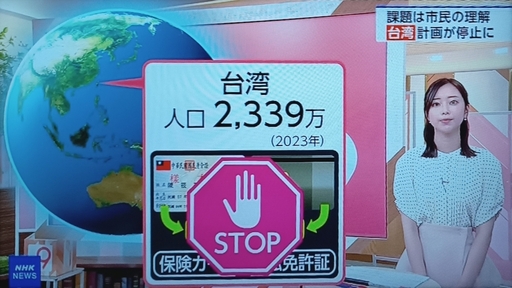 課題は市民の理解
台湾 計画が停止に
台湾
人口 2,339万
(2023年)
STOP
保険カ
免許証
NHK
NEWS
9